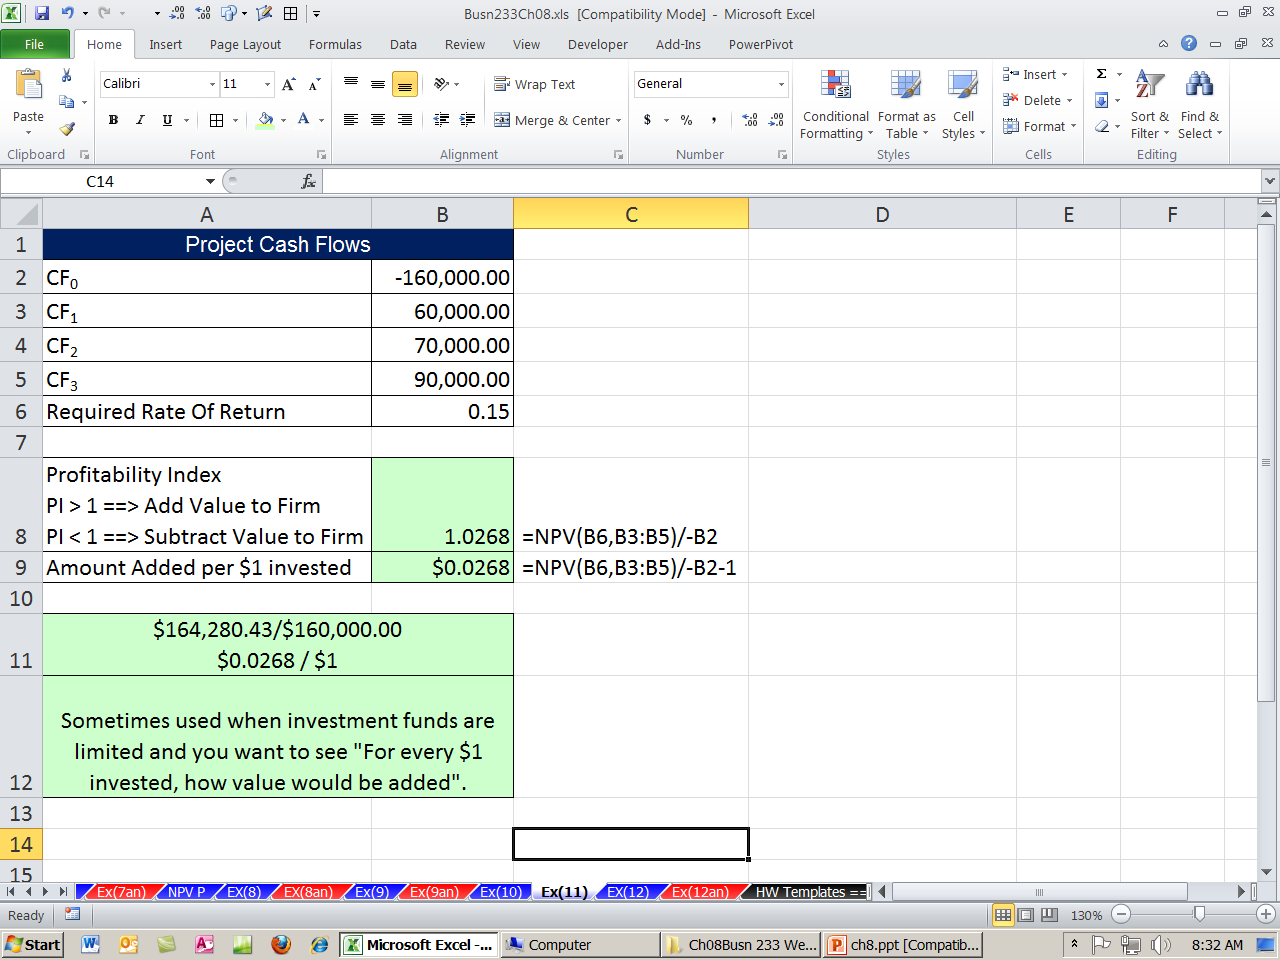 Busn233Ch08.xls [Compatibility Mode] - Microsoft Excel
File Home Insert Page Layout Formulas Data Review View Developer Add-Ins PowerPivot
Paste
Calibri 11
B I U
A A A
Wrap Text
Merge & Center
General
$ % ,
Conditional Formatting
Format as Table
Cell Styles
Insert
Delete
Format
Σ
Sort & Filter
Find & Select
Clipboard Font Alignment Number Styles Cells Editing
C14 fx
A B C D E F
1 Project Cash Flows
2 CF0 -160,000.00
3 CF1 60,000.00
4 CF2 70,000.00
5 CF3 90,000.00
6 Required Rate Of Return 0.15
7
Profitability Index
PI > 1 ==> Add Value to Firm
8 PI < 1 ==> Subtract Value to Firm 1.0268 =NPV(B6,B3:B5)/-B2
9 Amount Added per $1 invested $0.0268 =NPV(B6,B3:B5)/-B2-1
10
$164,280.43/$160,000.00
11 $0.0268 / $1
Sometimes used when investment funds are
limited and you want to see "For every $1
12 invested, how value would be added".
13
14
15
Ex(7an) NPV P EX(8) EX(8an) Ex(9) Ex(9an) Ex(10) Ex(11) EX(12) Ex(12an) HW Templates ==
Ready 130%
Start Microsoft Excel -... Computer Ch08Busn 233 We... ch8.ppt [Compatib... 8:32 AM